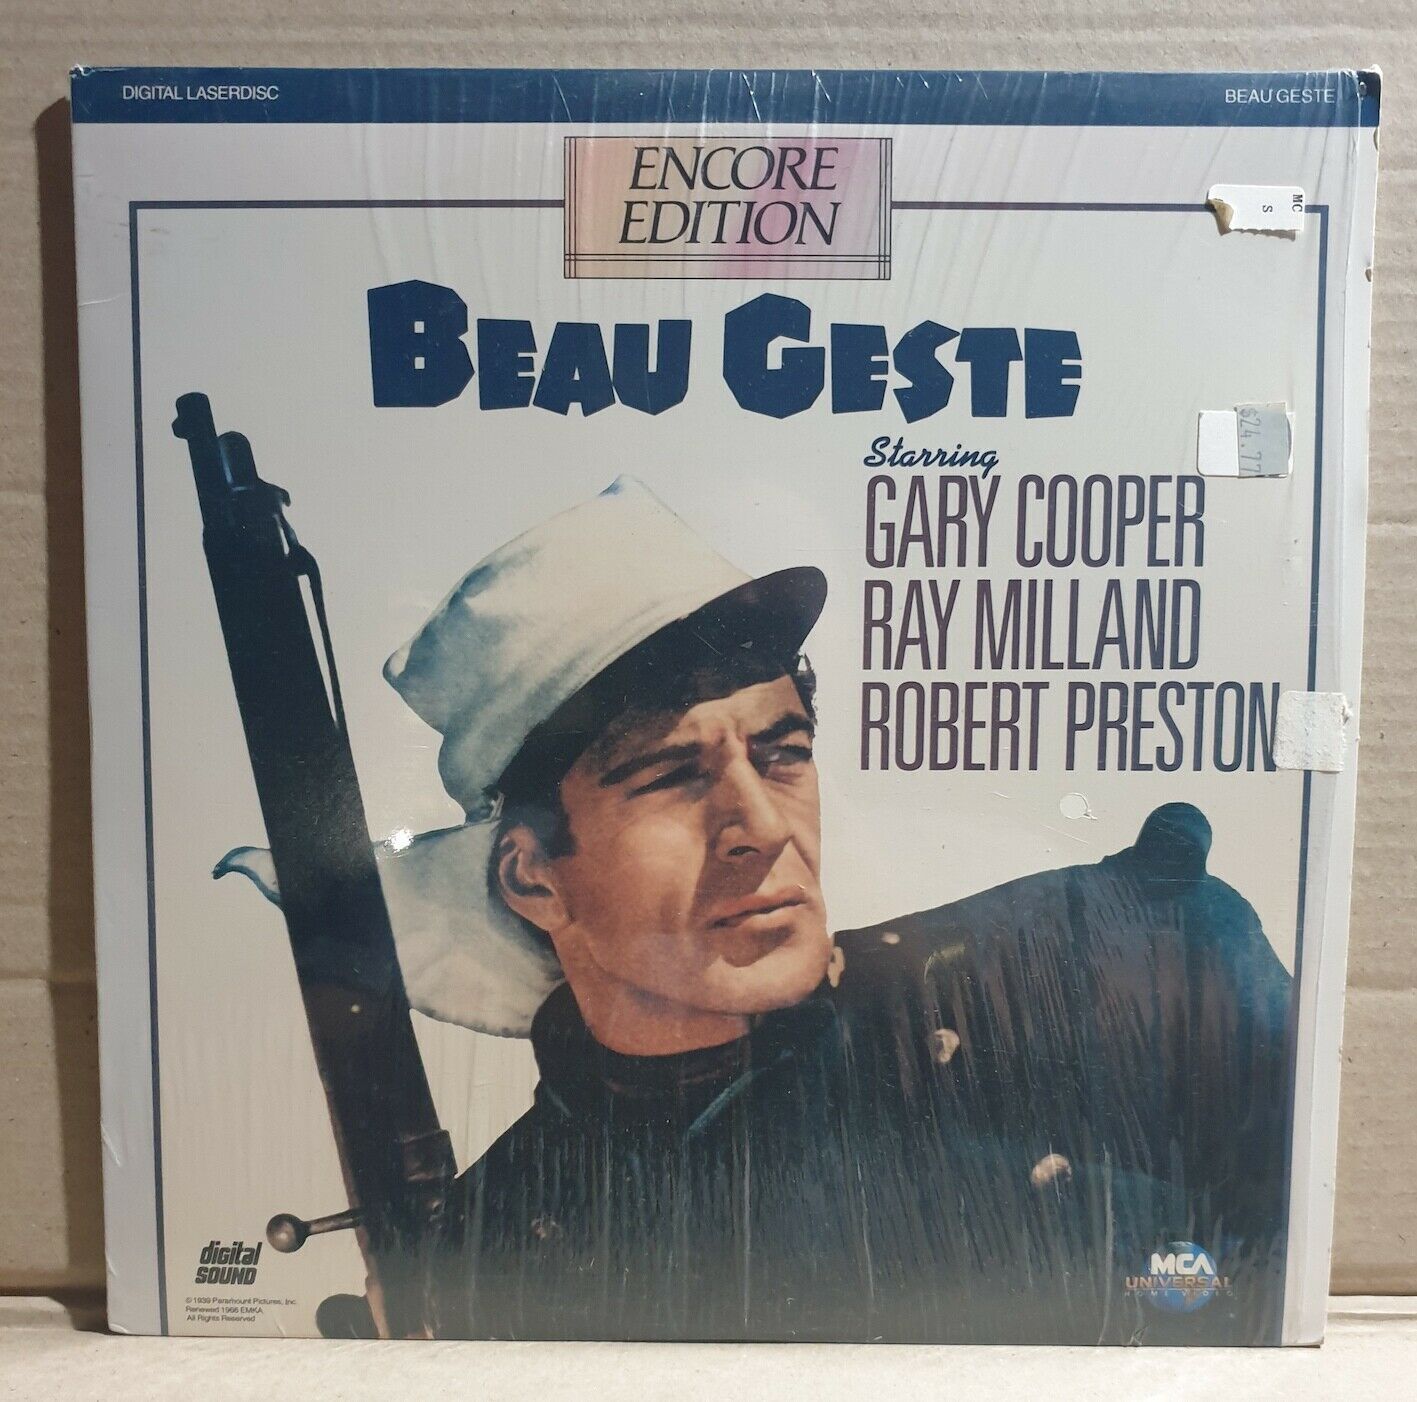 DIGITAL LASERDISC
BEAU GESTE
ENCORE
EDITION
MC
S
BEAU GESTE
$24.77
Starring
GARY COOPER
RAY MILLAND
ROBERT PRESTON
digital
SOUND
© 1939 Paramount Pictures, Inc.
Renewed 1966 EMKA
All Rights Reserved
MCA
UNIVERSAL
HOME VIDEO